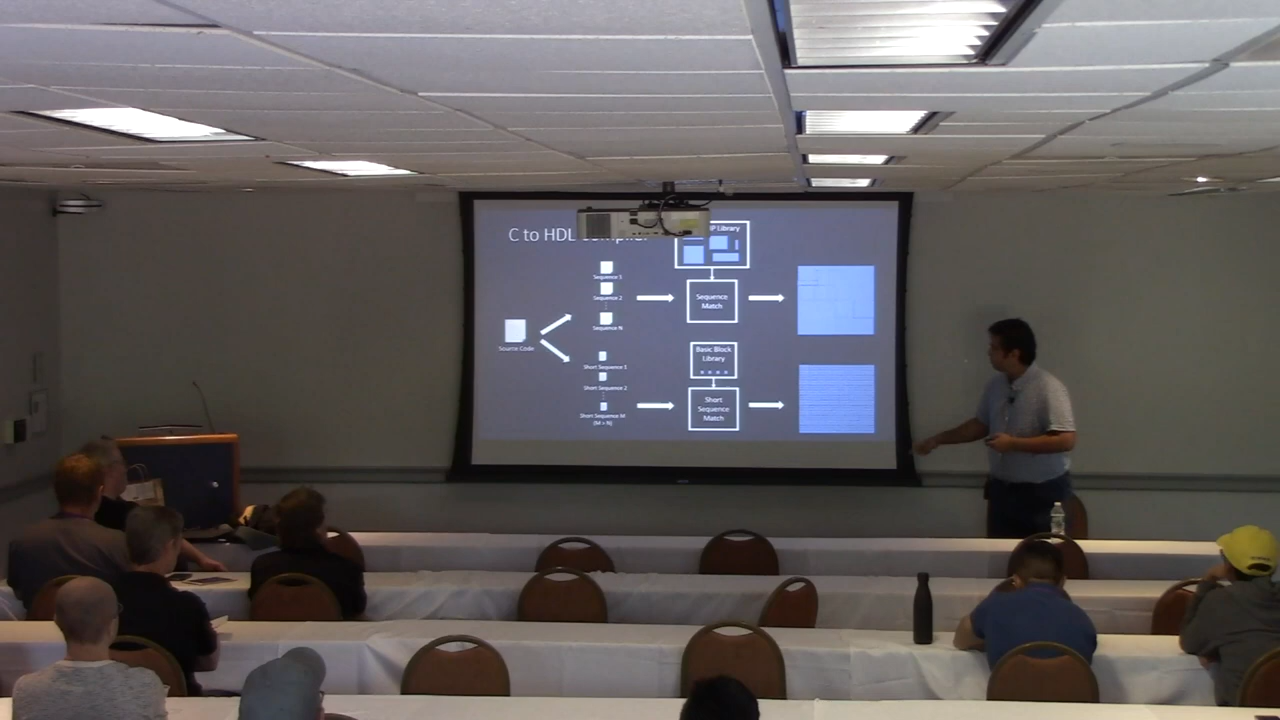 C to HDL Compiler
IP Library
Sequence 1
Sequence 2
Sequence N
Sequence
Match
Source Code
Basic Block
Library
Short Sequence 1
Short Sequence 2
Short Sequence M
(M > N)
Short
Sequence
Match